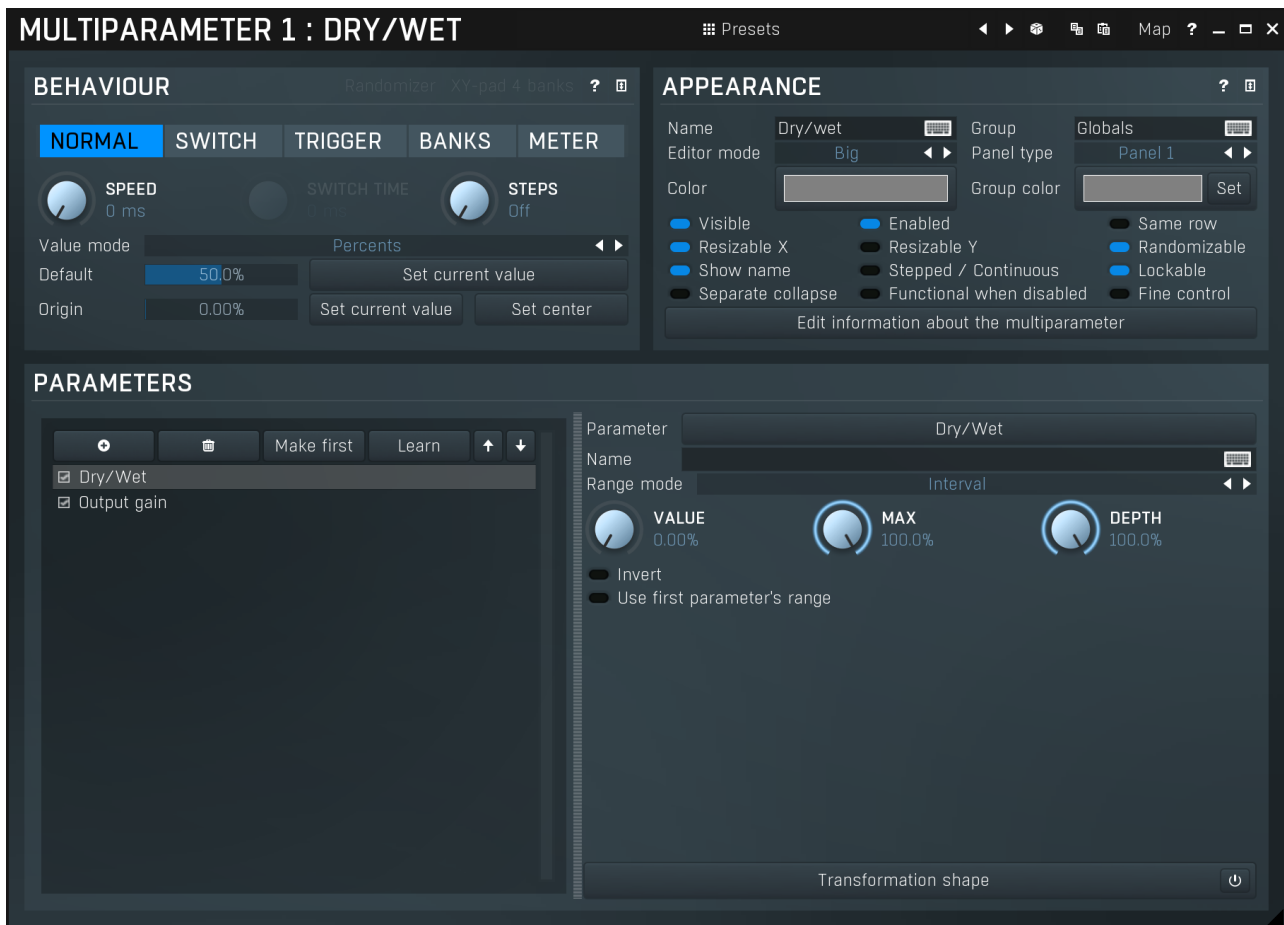 MULTIPARAMETER 1 : DRY/WET
Presets
Map ?
BEHAVIOUR
Randomizer XY-pad 4 banks ?
NORMAL SWITCH TRIGGER BANKS METER
SPEED
0 ms
SWITCH TIME
STEPS
Off
Value mode Percents
Default 50.0% Set current value
Origin 0.00% Set current value Set center
APPEARANCE ?
Name Dry/wet Group Globals
Editor mode Big Panel type Panel 1
Color Group color Set
Visible Enabled Same row
Resizable X Resizable Y Randomizable
Show name Stepped / Continuous Lockable
Separate collapse Functional when disabled Fine control
Edit information about the multiparameter
PARAMETERS
Make first Learn
Dry/Wet
Output gain
Parameter Dry/Wet
Name
Range mode Interval
VALUE
0.00%
MAX
100.0%
DEPTH
100.0%
Invert
Use first parameter's range
Transformation shape